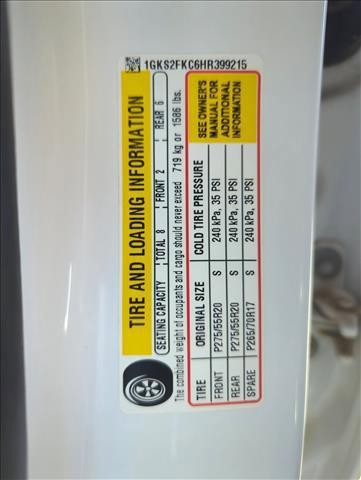 1GKS2FKC6HR399215
TIRE AND LOADING INFORMATION
SEATING CAPACITY TOTAL 8 FRONT 2 REAR 6
The combined weight of occupants and cargo should never exceed 719 kg or 1586 lbs.
TIRE ORIGINAL SIZE COLD TIRE PRESSURE
FRONT P275/55R20 S 240 kPa, 35 PSI
REAR P275/55R20 S 240 kPa, 35 PSI
SPARE P265/70R17 S 240 kPa, 35 PSI
SEE OWNER'S
MANUAL FOR
ADDITIONAL
INFORMATION